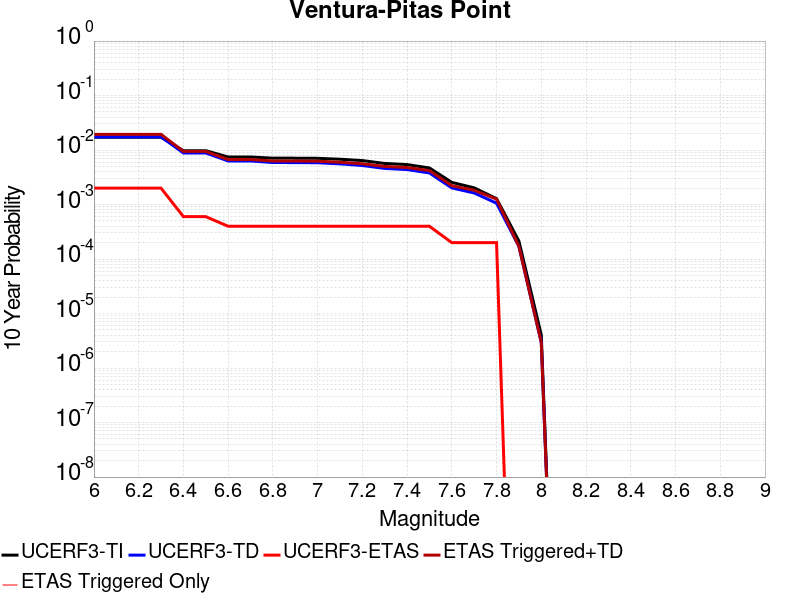 Ventura-Pitas Point
10^0
10^-1
10^-2
10^-3
10^-4
10^-5
10^-6
10^-7
10^-8
10 Year Probability
6 6.2 6.4 6.6 6.8 7 7.2 7.4 7.6 7.8 8 8.2 8.4 8.6 8.8 9
Magnitude
UCERF3-TI UCERF3-TD UCERF3-ETAS ETAS Triggered+TD
ETAS Triggered Only